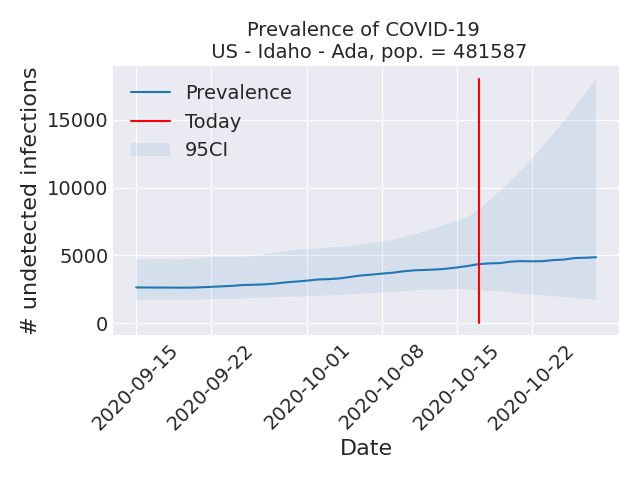 Prevalence of COVID-19
US - Idaho - Ada, pop. = 481587
# undetected infections
15000
10000
5000
0
Prevalence
Today
95CI
2020-09-15
2020-09-22
2020-10-01
2020-10-08
2020-10-15
2020-10-22
Date